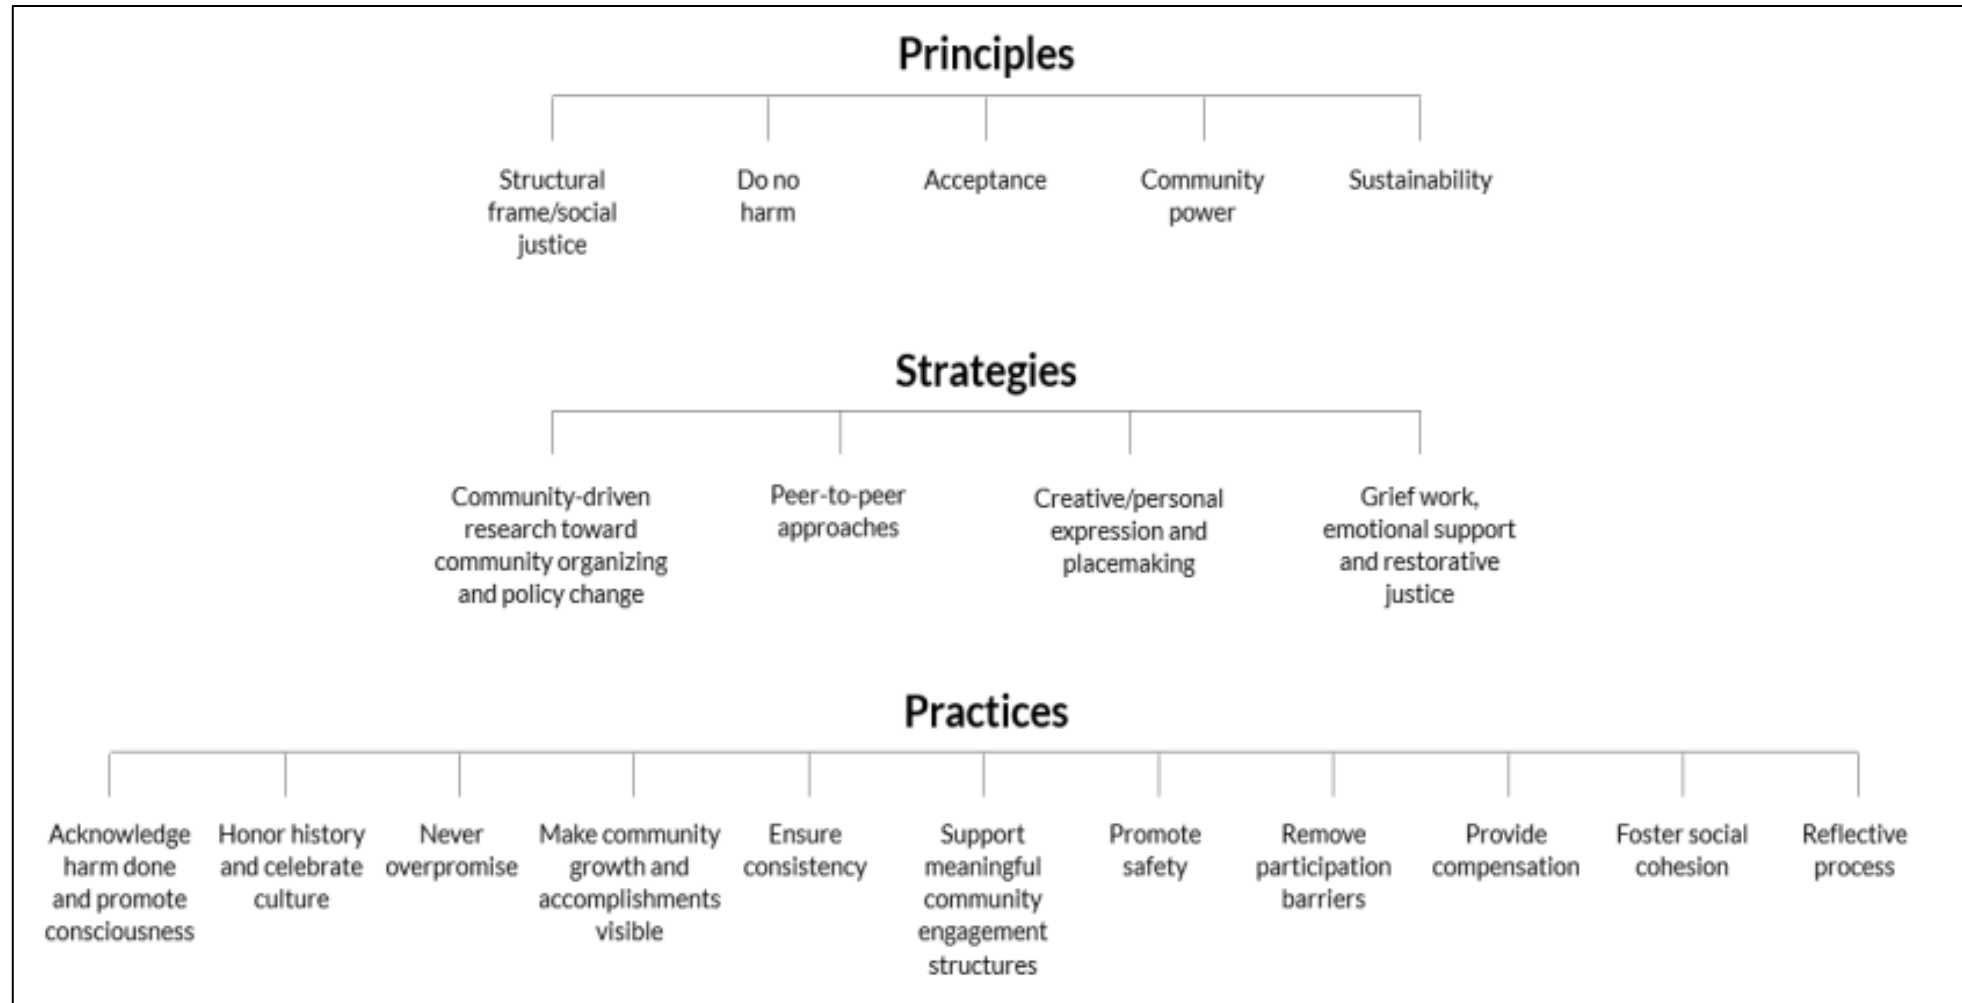 Principles
Structural
frame/social
justice
Do no
harm
Acceptance
Community
power
Sustainability
Strategies
Community-driven
research toward
community organizing
and policy change
Peer-to-peer
approaches
Creative/personal
expression and
placemaking
Grief work,
emotional support
and restorative
justice
Practices
Acknowledge
harm done
and promote
consciousness
Honor history
and celebrate
culture
Never
overpromise
Make community
growth and
accomplishments
visible
Ensure
consistency
Support
meaningful
community
engagement
structures
Promote
safety
Remove
participation
barriers
Provide
compensation
Foster social
cohesion
Reflective
process